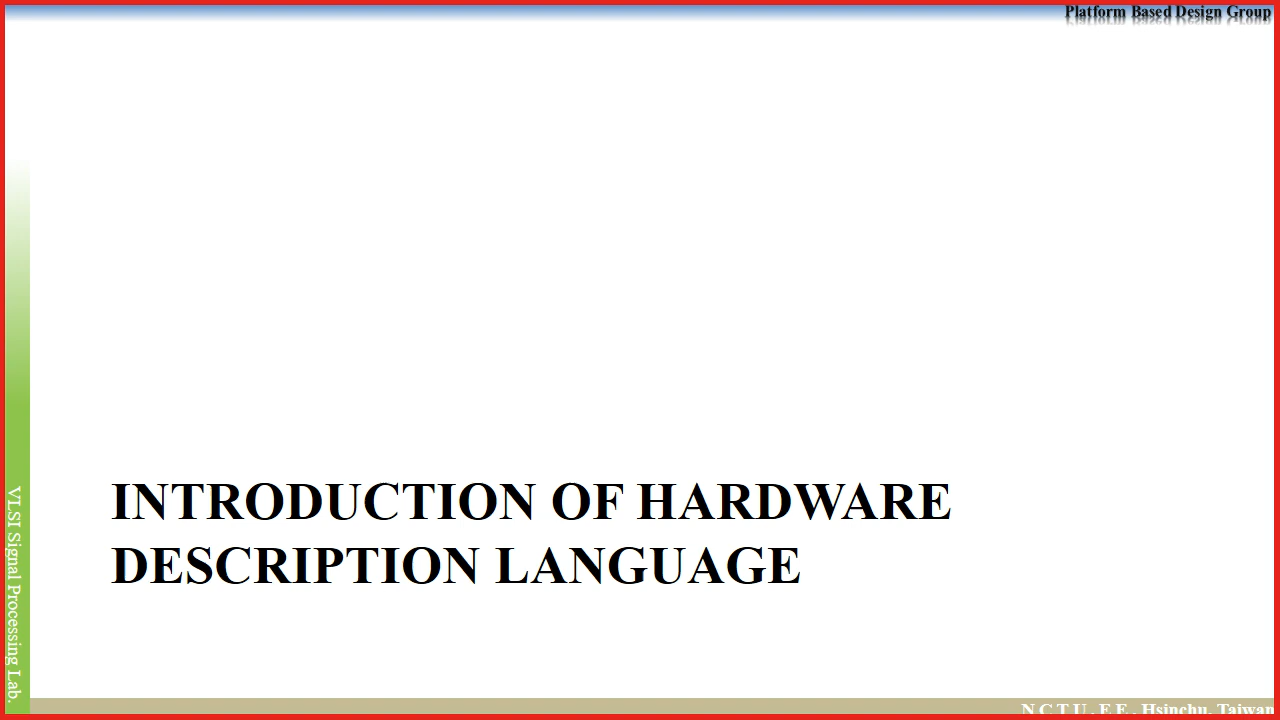 Platform Based Design Group
INTRODUCTION OF HARDWARE
DESCRIPTION LANGUAGE
VLSI Signal Processing Lab.
N C T U . E E . Hsinchu, Taiwan